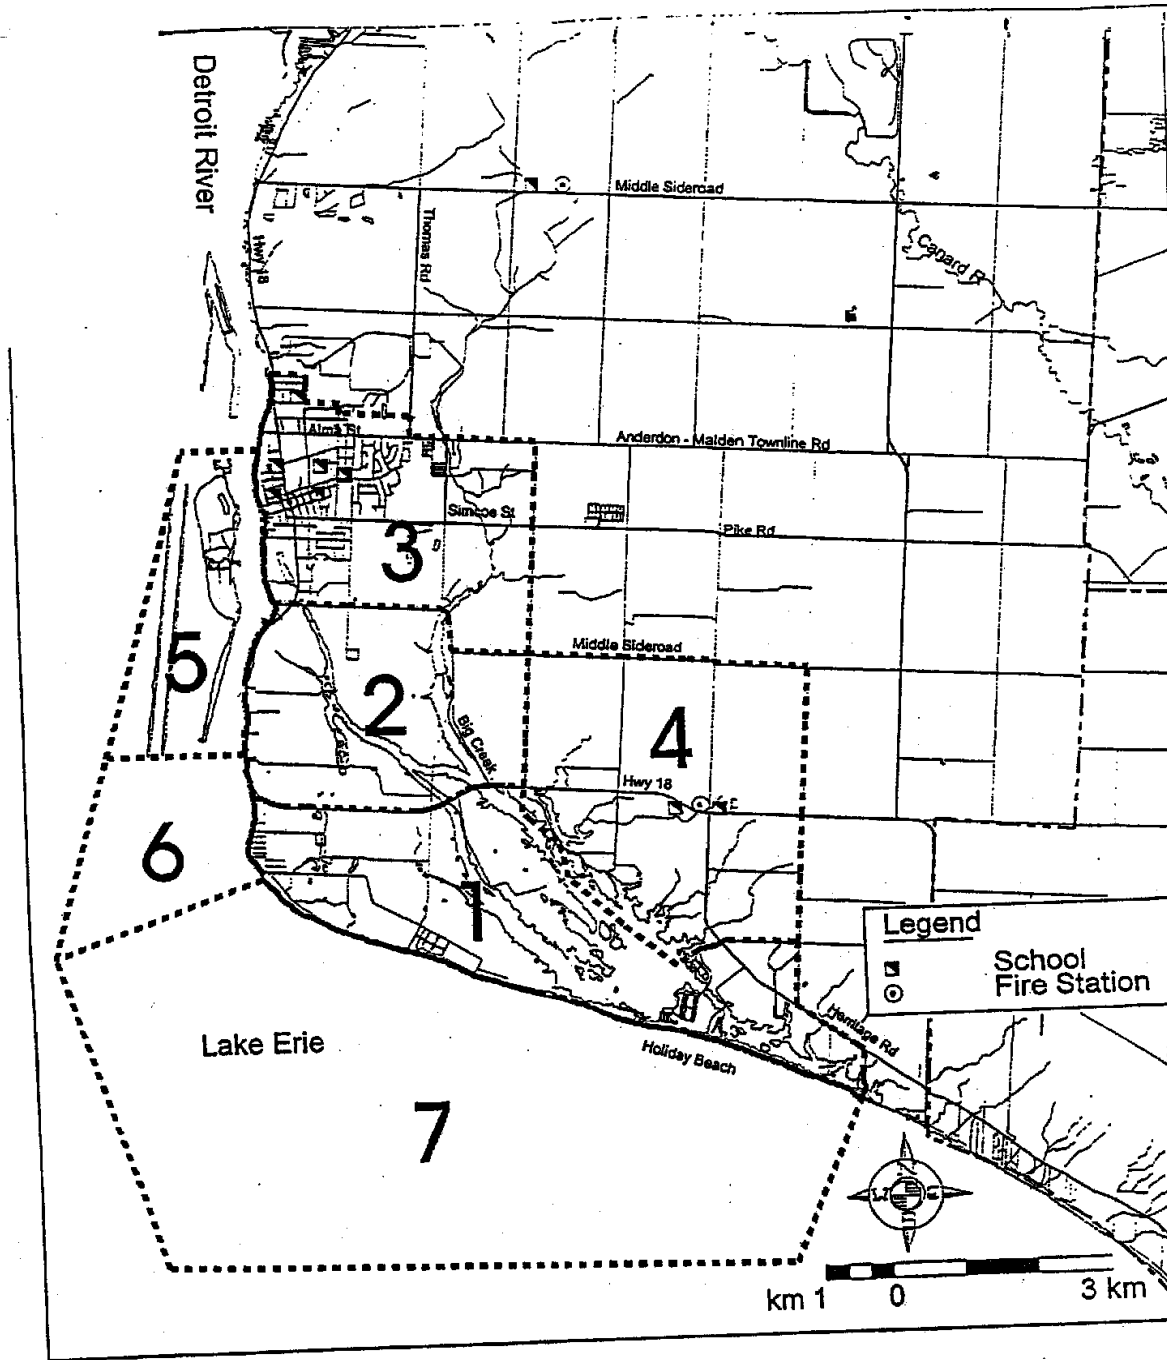 Detroit River
Middle Sideroad
Thomas Rd
Hwy 18
Canard R
Alma St
Anderdon - Malden Townline Rd
Simcoe St
Pike Rd
3
5
Middle Sideroad
2
4
Big Creek
Hwy 18
6
1
Legend
School
Fire Station
Lake Erie
Holiday Beach
Herritage Rd
7
km 1 0 3 km